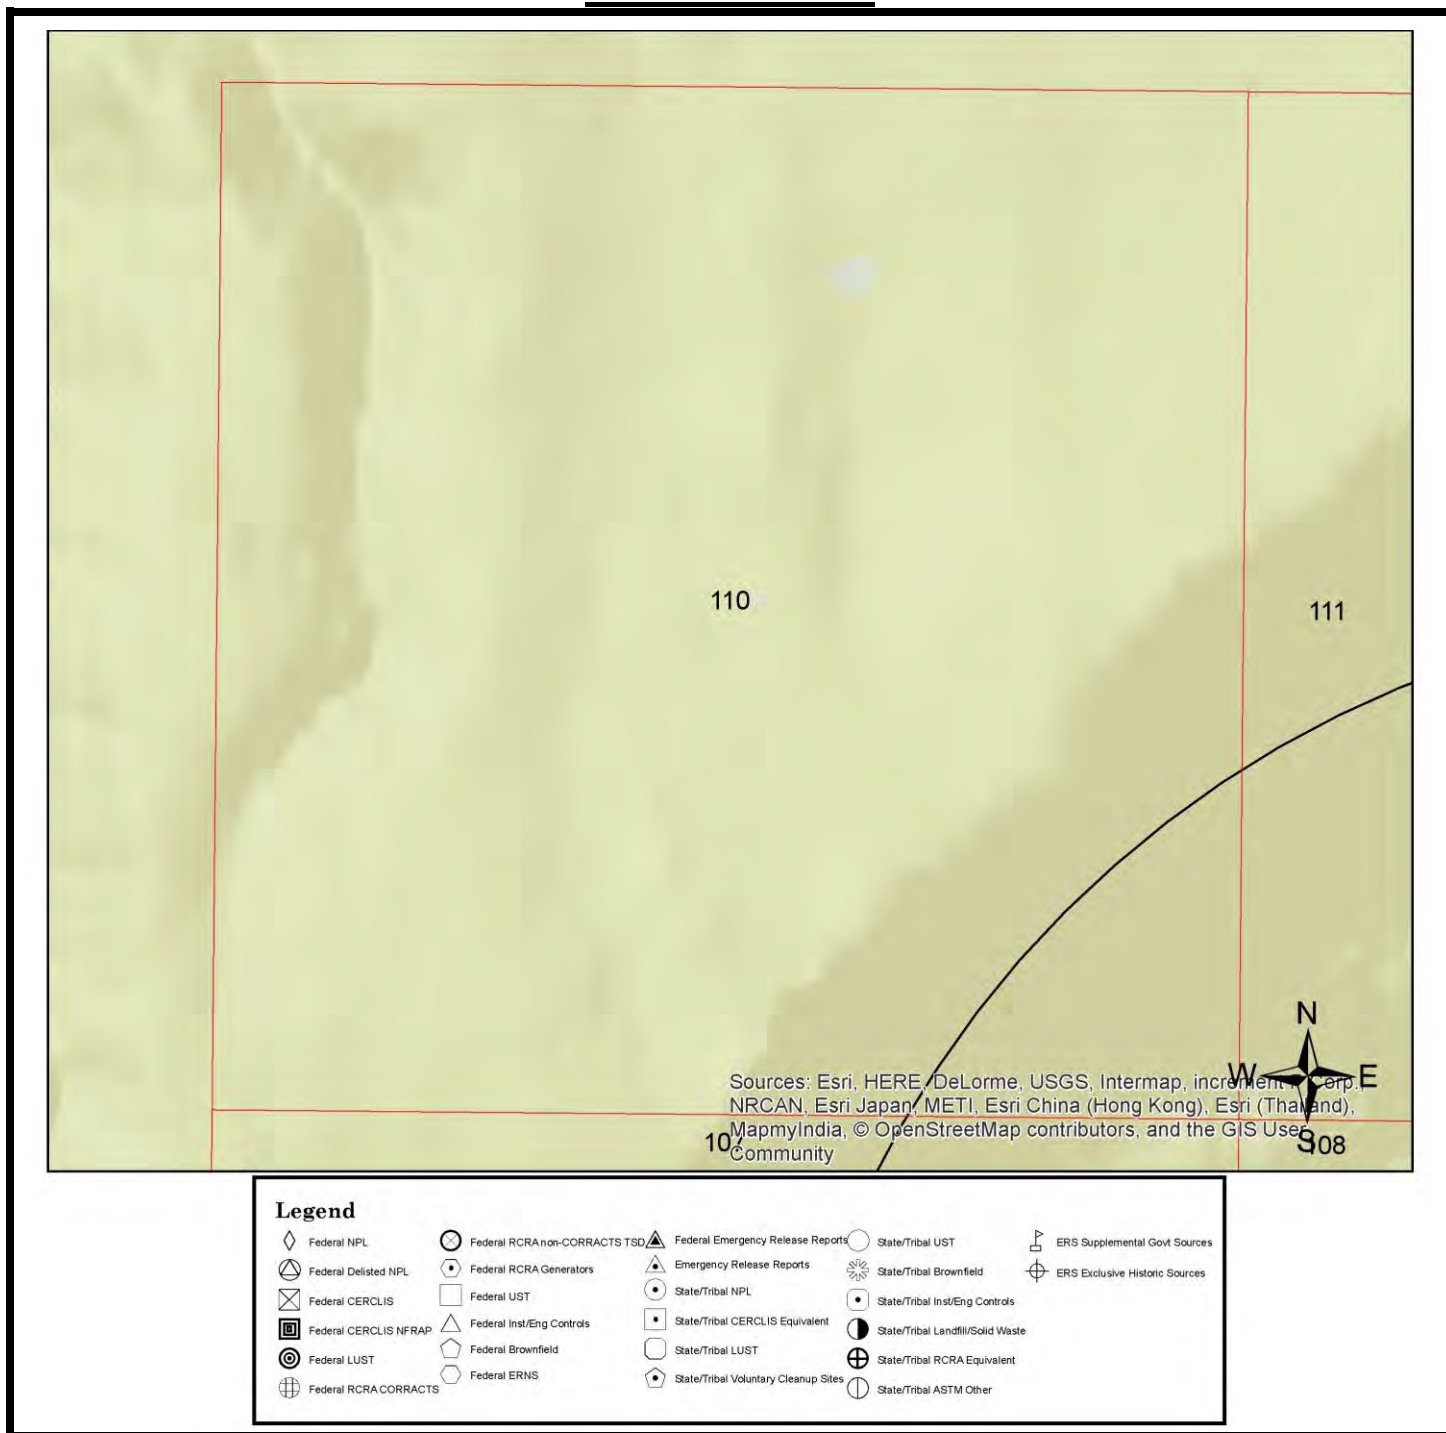 110
111
N
W E
S
Sources: Esri, HERE, DeLorme, USGS, Intermap, increment P Corp.,
NRCAN, Esri Japan, METI, Esri China (Hong Kong), Esri (Thailand),
MapmyIndia, © OpenStreetMap contributors, and the GIS User
Community
107
108
Legend
Federal NPL
Federal Delisted NPL
Federal CERCLIS
Federal CERCLIS NFRAP
Federal LUST
Federal RCRA CORRACTS
Federal RCRA non-CORRACTS TSD
Federal RCRA Generators
Federal UST
Federal Inst/Eng Controls
Federal Brownfield
Federal ERNS
Federal Emergency Release Reports
Emergency Release Reports
State/Tribal NPL
State/Tribal CERCLIS Equivalent
State/Tribal LUST
State/Tribal Voluntary Cleanup Sites
State/Tribal UST
State/Tribal Brownfield
State/Tribal Inst/Eng Controls
State/Tribal Landfill/Solid Waste
State/Tribal RCRA Equivalent
State/Tribal ASTM Other
ERS Supplemental Govt Sources
ERS Exclusive Historic Sources